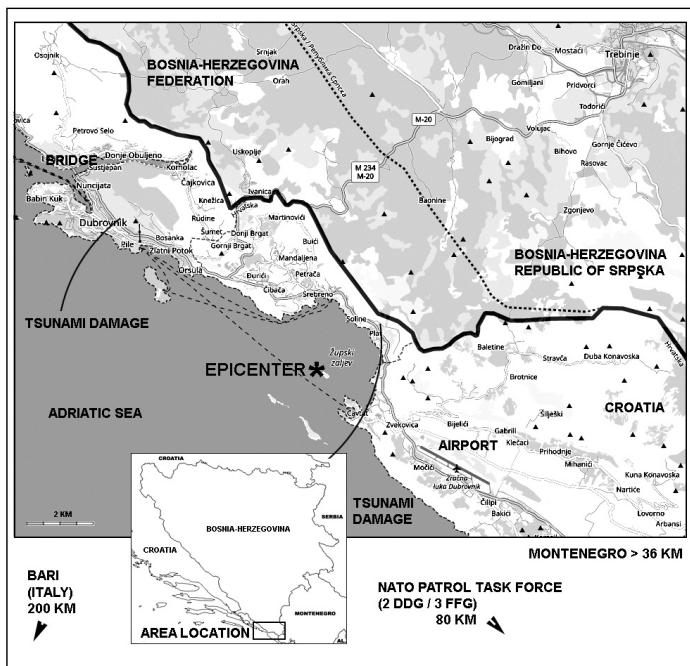 Osojnik
Petrovo Selo
BRIDGE
Donje Obuljeno
Sustjepan
Komolac
Nuncijata
Čajkovica
Babin Kuk
Knežica
Rudine
Dubrovnik
Bosanka
Šumet
Pile
Zlatni Potok
Orsula
TSUNAMI DAMAGE
BOSNIA-HERZEGOVINA
FEDERATION
Srnjak
Orah
Uskoplje
Ivanica
Hrvatska
Martinovići
Donji Brgat
Gornji Brgat
Buići
Mandaljena
Petrača
Đurići
Čibača
Srebreno
Soline
Plat
M-20
M 234
M-20
Dražin Do
Mostaći
Trebinje
Gomiljani
Pridvorci
Todorići
Volujac
Bijograd
Gornje Čičevo
Bihovo
Rasovac
Baonine
Zgonjevo
BOSNIA-HERZEGOVINA
REPUBLIC OF SRPSKA
EPICENTER *
Župski
zaljev
ADRIATIC SEA
Cavtat
Baletine
Stravča
Duba Konavoska
Hrvatska
Brotnice
CROATIA
Šilješki
Zvekovica
Bijelići
Gabrili
Klečaci
AIRPORT
Prihodnje
Mihanići
Kuna Konavoska
Močići
Zračna
luka Dubrovnik
Čilipi
Bakići
Nartiće
Lovorno
Arbansi
TSUNAMI
DAMAGE
2 KM
CROATIA
BOSNIA-HERZEGOVINA
SERBIA
CROATIA
MONTENEGRO
AL.
AREA LOCATION
MONTENEGRO > 36 KM
BARI
(ITALY)
200 KM
NATO PATROL TASK FORCE
(2 DDG / 3 FFG)
80 KM